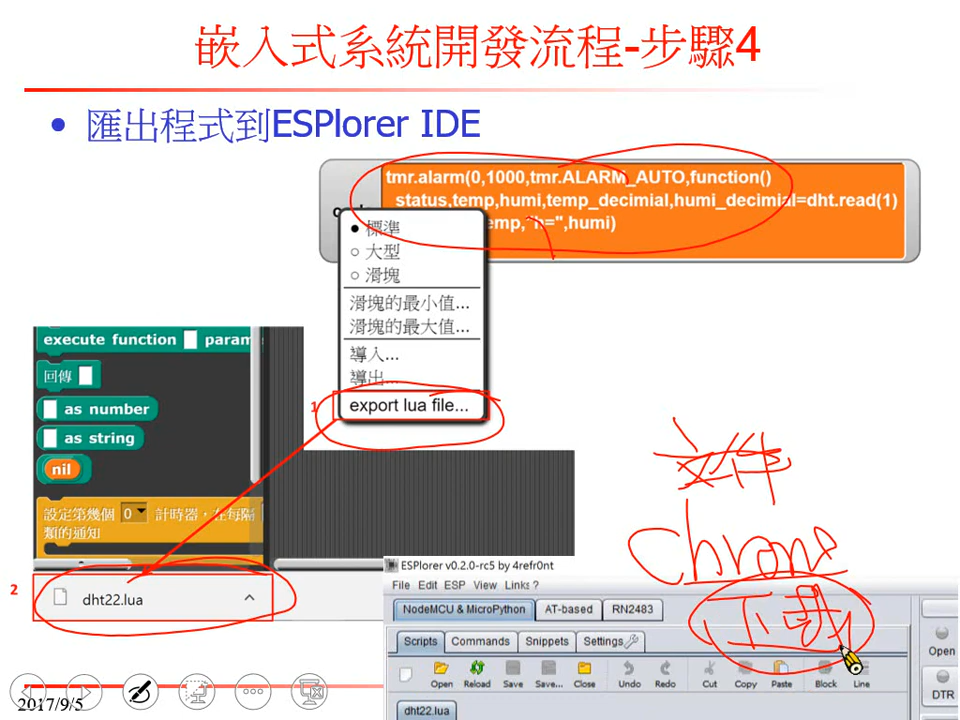 嵌入式系統開發流程-步驟4
• 匯出程式到ESPlorer IDE
tmr.alarm(0,1000,tmr.ALARM_AUTO,function()
status,temp,humi,temp_decimial,humi_decimial=dht.read(1)
emp,"h=",humi)
標準
大型
滑塊
滑塊的最小值...
滑塊的最大值...
導入...
導出...
1
export lua file...
execute function param
回傳
as number
as string
nil
設定第幾個 0 計時器，在每隔
類的通知
2
dht22.lua
文件
Chrome
下載
ESPlorer v0.2.0-rc5 by 4refr0nt
File Edit ESP View Links ?
NodeMCU & MicroPython AT-based RN2483
Scripts Commands Snippets Settings
Open Reload Save Save... Close Undo Redo Cut Copy Paste Block Line
Open
DTR
dht22.lua
2017/9/5